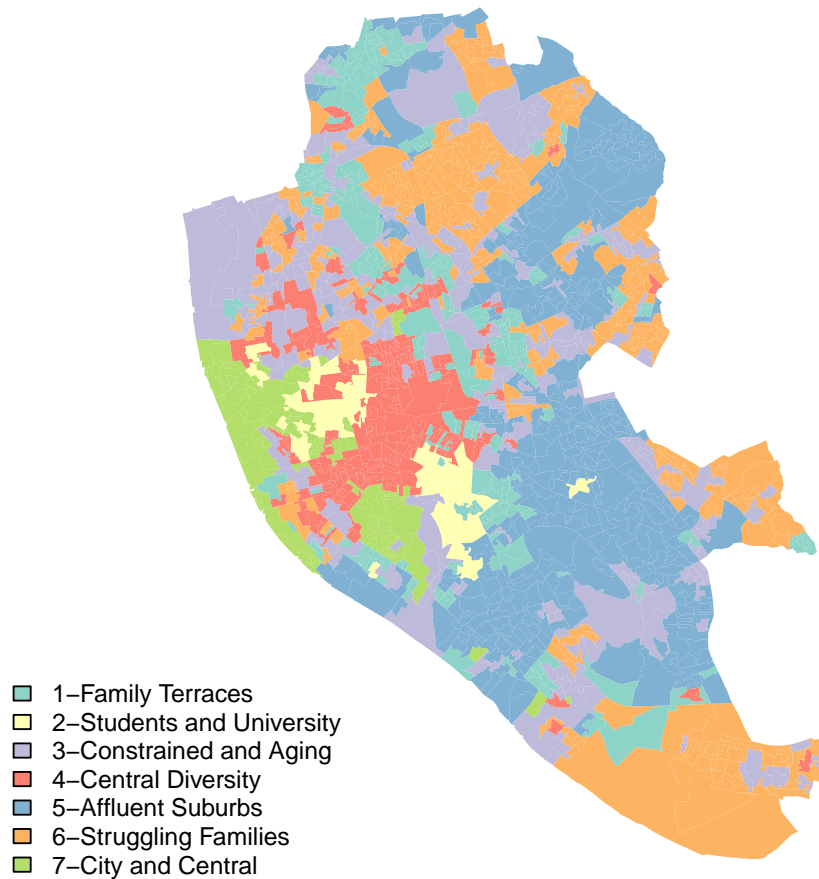 1–Family Terraces
2–Students and University
3–Constrained and Aging
4–Central Diversity
5–Affluent Suburbs
6–Struggling Families
7–City and Central